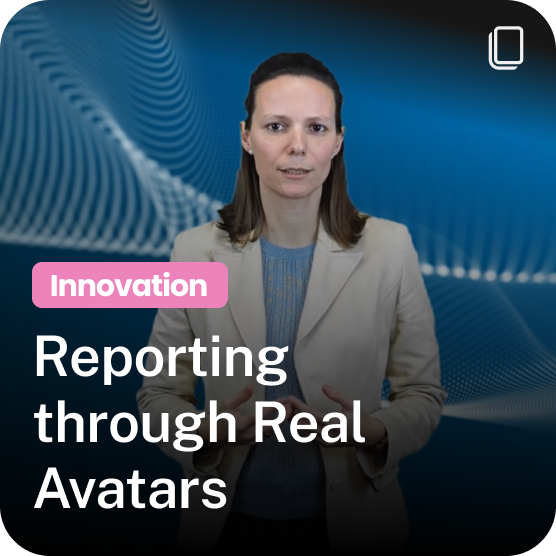 Innovation
Reporting
through Real
Avatars